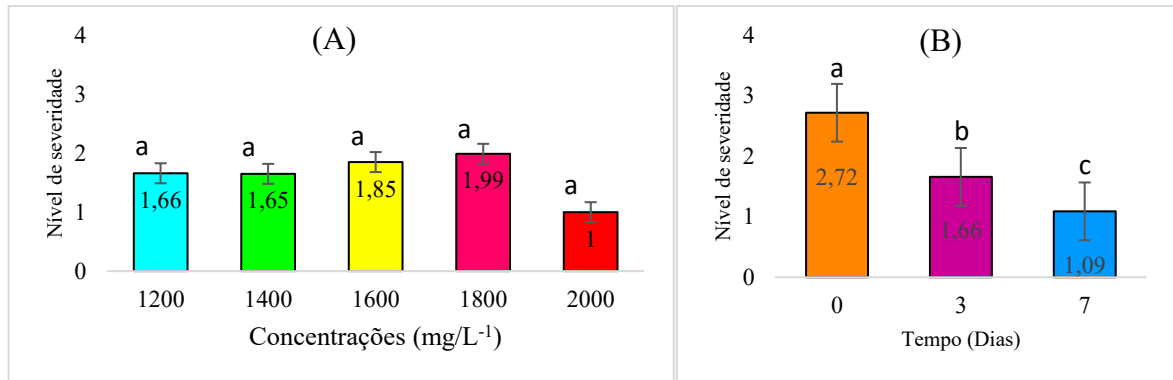 (A)
Nível de severidade
4
3
2
1
0
a a a a a
1,66 1,65 1,85 1,99 1
1200 1400 1600 1800 2000
Concentrações (mg/L-1)
(B)
Nível de severidade
4
3
2
1
0
a b c
2,72 1,66 1,09
0 3 7
Tempo (Dias)